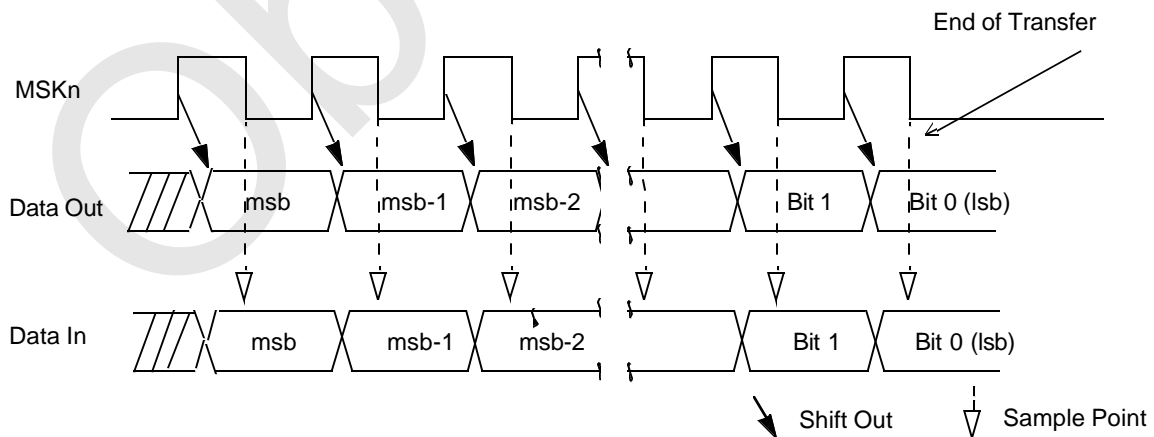 End of Transfer
MSKn
Data Out
msb
msb-1
msb-2
Bit 1
Bit 0 (lsb)
Data In
msb
msb-1
msb-2
Bit 1
Bit 0 (lsb)
Shift Out
Sample Point